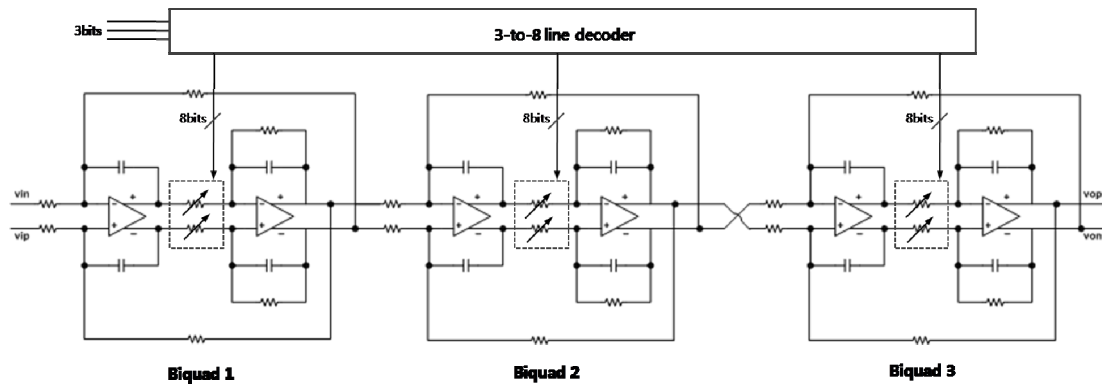 3bits
3-to-8 line decoder
8bits
8bits
8bits
vin
vip
vop
von
Biquad 1
Biquad 2
Biquad 3